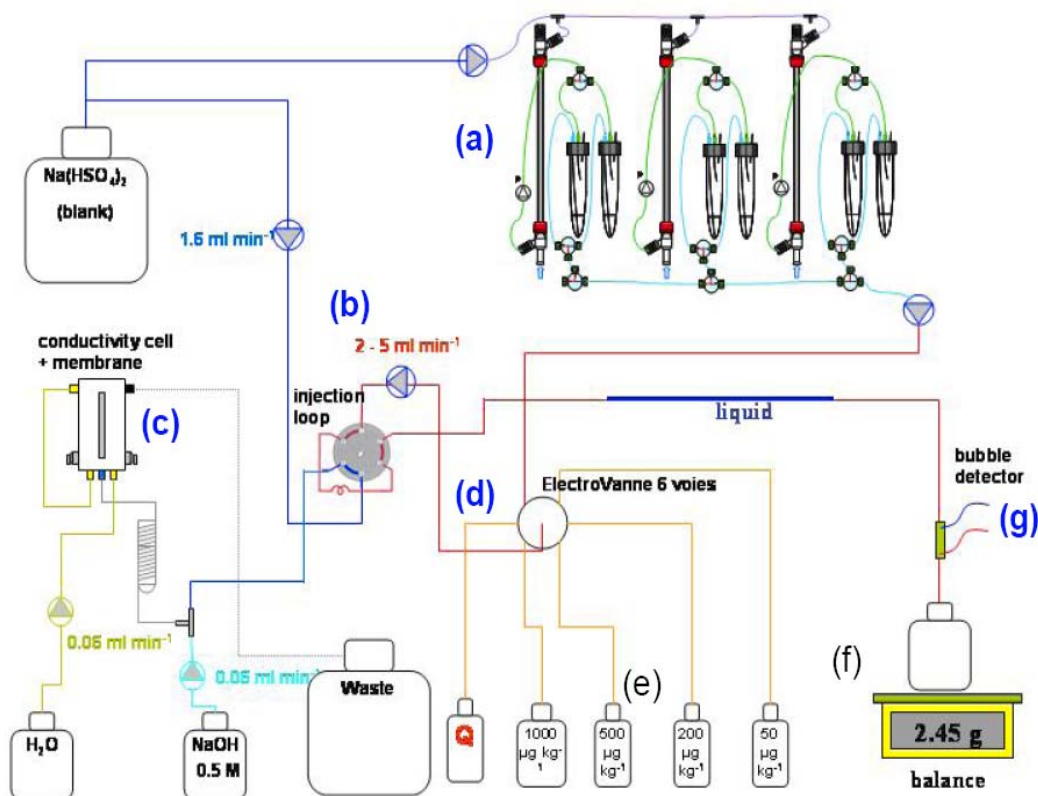 (a)
Na(HSO₄)₂
(blank)
1.6 ml min⁻¹
P
P
P
(b)
2 - 5 ml min⁻¹
conductivity cell
+ membrane
(c)
injection
loop
liquid
bubble
detector
(d)
ElectroVanne 6 voies
(g)
0.06 ml min⁻¹
0.06 ml min⁻¹
Waste
(e)
(f)
H₂O
NaOH
0.5 M
Q
1000
µg kg⁻
¹
500
µg
kg⁻¹
200
µg
kg⁻¹
50
µg
kg⁻¹
2.45 g
balance